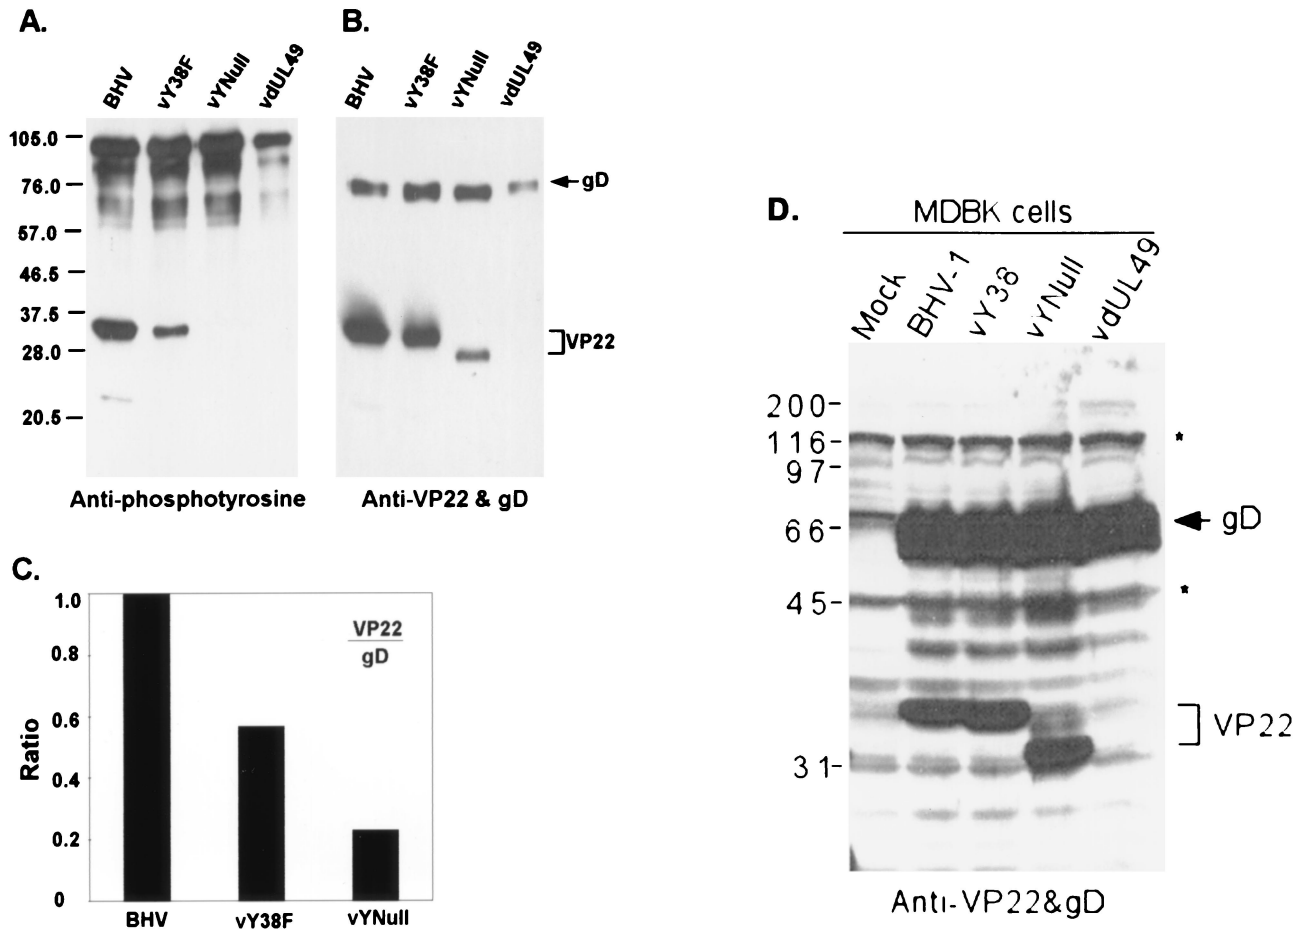 A.
BHV
vY38F
vYNull
vdUL49
105.0
76.0
57.0
46.5
37.5
28.0
20.5
Anti-phosphotyrosine
B.
BHV
vY38F
vYNull
vdUL49
gD
VP22
Anti-VP22 & gD
C.
1.0
0.8
0.6
0.4
0.2
0
Ratio
VP22
gD
BHV
vY38F
vYNull
D.
MDBK cells
Mock
BHV-1
vY38
vYNull
vdUL49
200-
116-
97-
66-
45-
31-
*
gD
*
VP22
Anti-VP22&gD